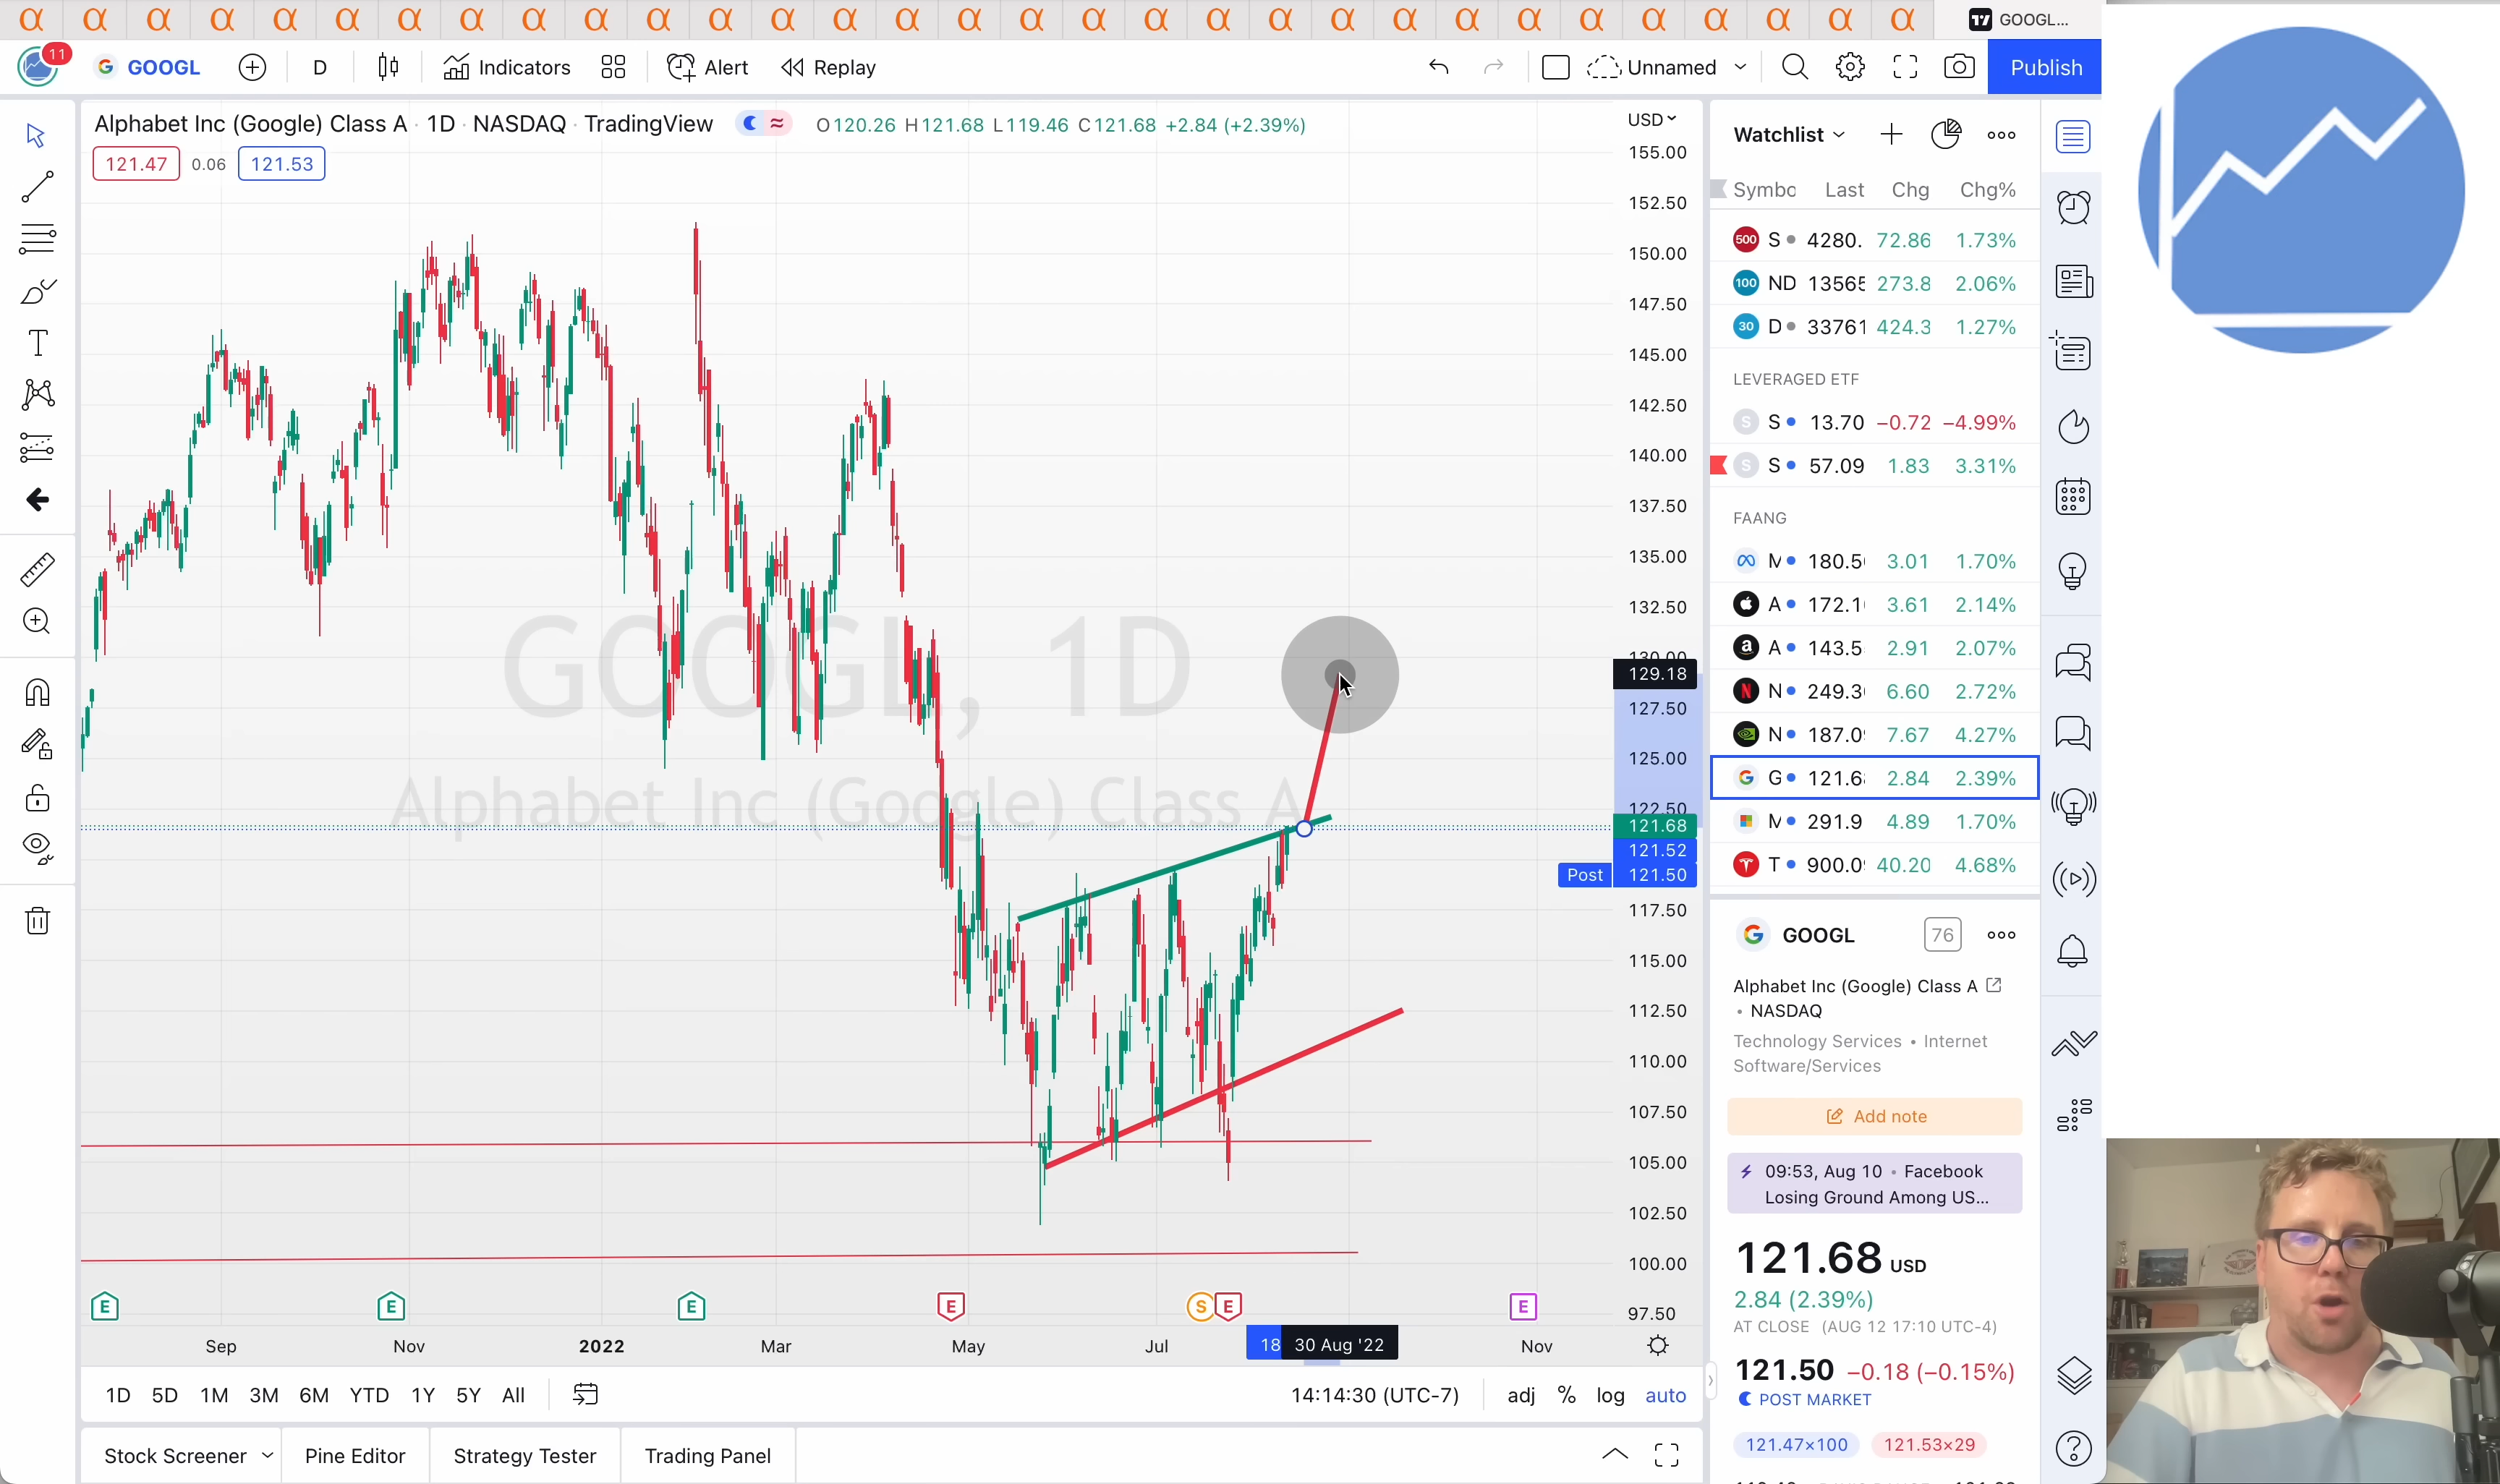 α α α α α α α α α α α α α α α α α α α α α α α α α α α α α α α GOOGL...
11 GOOGL D Indicators Alert Replay Unnamed Publish
Alphabet Inc (Google) Class A · 1D · NASDAQ · TradingView O120.26 H121.68 L119.46 C121.68 +2.84 (+2.39%)
121.47 0.06 121.53
GOOGL, 1D
Alphabet Inc (Google) Class A
USD
155.00
152.50
150.00
147.50
145.00
142.50
140.00
137.50
135.00
132.50
130.00
129.18
127.50
125.00
122.50
121.68
121.52
Post 121.50
117.50
115.00
112.50
110.00
107.50
105.00
102.50
100.00
97.50
E E E E S E E
Sep Nov 2022 Mar May Jul 18 30 Aug '22 Nov
1D 5D 1M 3M 6M YTD 1Y 5Y All 14:14:30 (UTC-7) adj % log auto
Stock Screener Pine Editor Strategy Tester Trading Panel
Watchlist
Symbo Last Chg Chg%
500 S 4280. 72.86 1.73%
100 ND 13565 273.8 2.06%
30 D 33761 424.3 1.27%
LEVERAGED ETF
S S 13.70 −0.72 −4.99%
S S 57.09 1.83 3.31%
FAANG
M 180.5 3.01 1.70%
A 172.1 3.61 2.14%
A 143.5 2.91 2.07%
N 249.3 6.60 2.72%
N 187.0 7.67 4.27%
G 121.6 2.84 2.39%
M 291.9 4.89 1.70%
T 900.0 40.20 4.68%
GOOGL 76
Alphabet Inc (Google) Class A
• NASDAQ
Technology Services • Internet
Software/Services
Add note
09:53, Aug 10 • Facebook
Losing Ground Among US...
121.68 USD
2.84 (2.39%)
AT CLOSE (AUG 12 17:10 UTC-4)
121.50 −0.18 (−0.15%)
POST MARKET
121.47×100 121.53×29